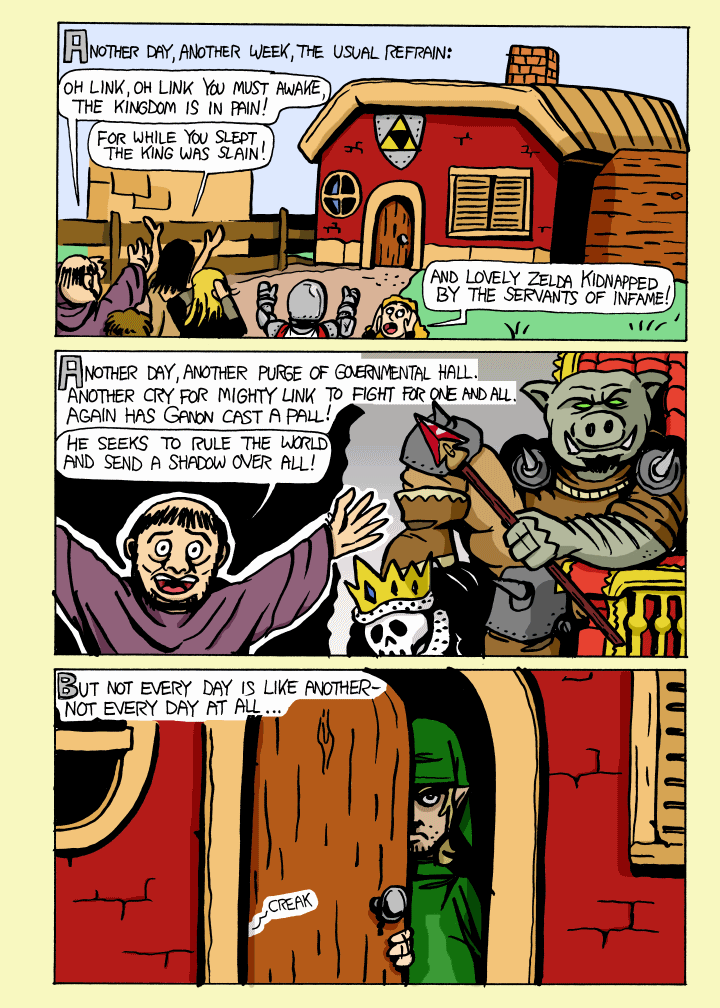 ANOTHER DAY, ANOTHER WEEK, THE USUAL REFRAIN:
OH LINK, OH LINK YOU MUST AWAKE,
THE KINGDOM IS IN PAIN!
FOR WHILE YOU SLEPT,
THE KING WAS SLAIN!
AND LOVELY ZELDA KIDNAPPED
BY THE SERVANTS OF INFAME!
ANOTHER DAY, ANOTHER PURGE OF GOVERNMENTAL HALL.
ANOTHER CRY FOR MIGHTY LINK TO FIGHT FOR ONE AND ALL.
AGAIN HAS GANON CAST A PALL!
HE SEEKS TO RULE THE WORLD
AND SEND A SHADOW OVER ALL!
BUT NOT EVERY DAY IS LIKE ANOTHER-
NOT EVERY DAY AT ALL...
CREAK